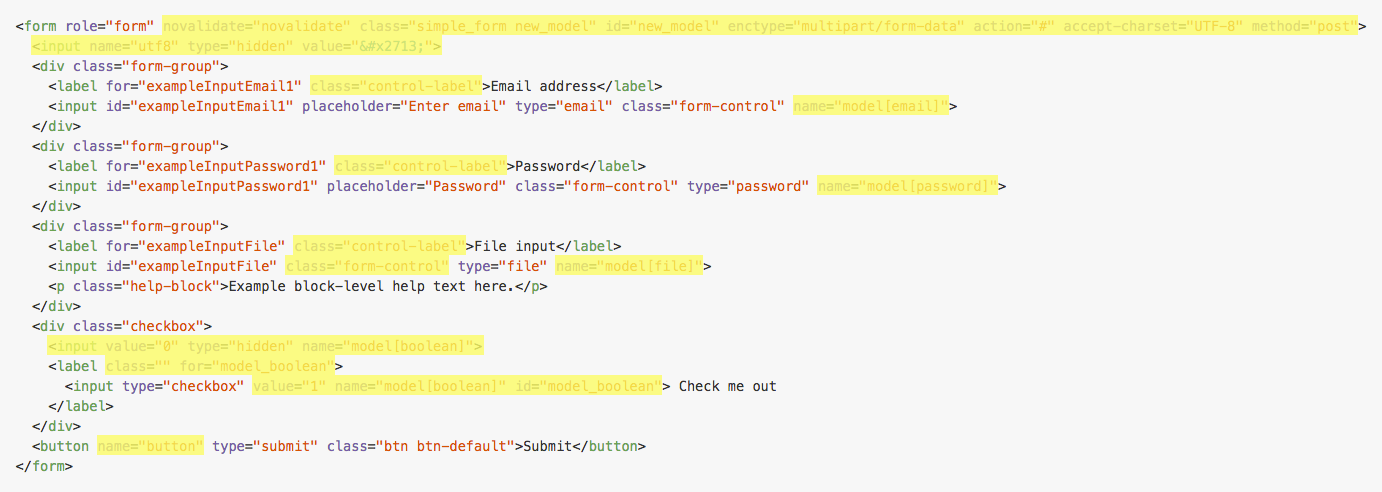 <form role="form" novalidate="novalidate" class="simple_form new_model" id="new_model" enctype="multipart/form-data" action="#" accept-charset="UTF-8" method="post">
<input name="utf8" type="hidden" value="&#x2713;">
<div class="form-group">
<label for="exampleInputEmail1" class="control-label">Email address</label>
<input id="exampleInputEmail1" placeholder="Enter email" type="email" class="form-control" name="model[email]">
</div>
<div class="form-group">
<label for="exampleInputPassword1" class="control-label">Password</label>
<input id="exampleInputPassword1" placeholder="Password" class="form-control" type="password" name="model[password]">
</div>
<div class="form-group">
<label for="exampleInputFile" class="control-label">File input</label>
<input id="exampleInputFile" class="form-control" type="file" name="model[file]">
<p class="help-block">Example block-level help text here.</p>
</div>
<div class="checkbox">
<input value="0" type="hidden" name="model[boolean]">
<label class="" for="model_boolean">
<input type="checkbox" value="1" name="model[boolean]" id="model_boolean"> Check me out
</label>
</div>
<button name="button" type="submit" class="btn btn-default">Submit</button>
</form>